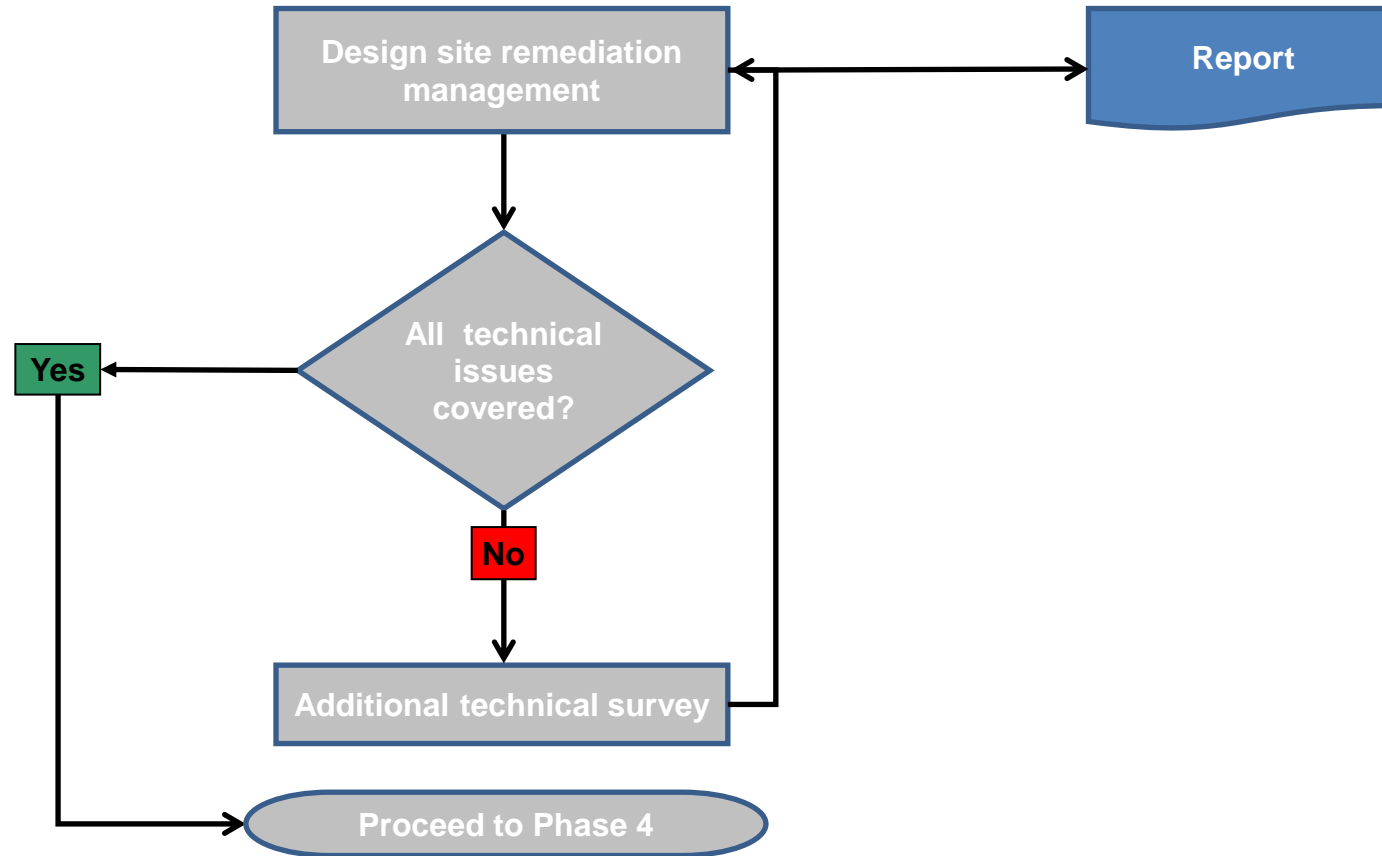 Design site remediation
management
Report
All technical
issues
covered?
Yes
No
Additional technical survey
Proceed to Phase 4